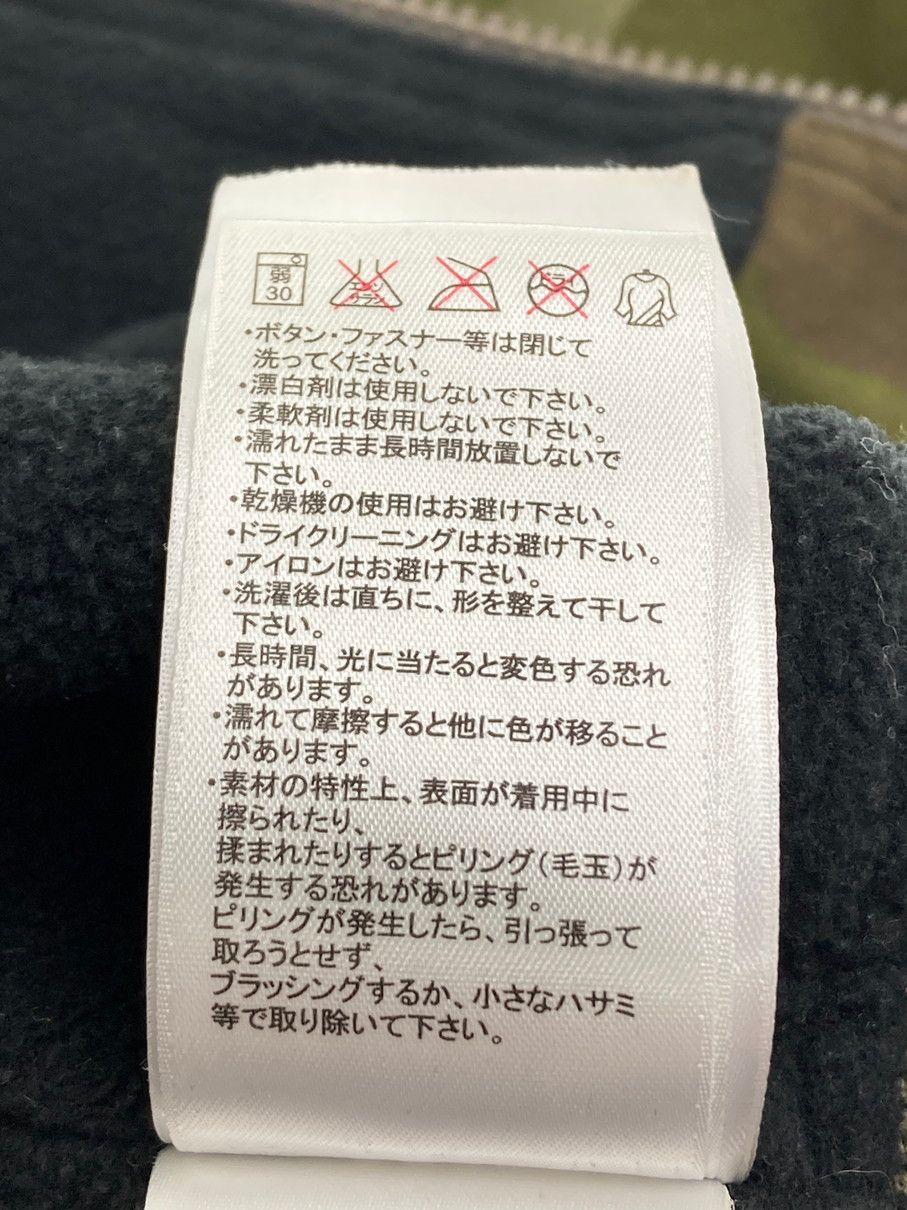 弱
30
エンソ
サラシ
ドライ
・ボタン・ファスナー等は閉じて
洗ってください。
・漂白剤は使用しないで下さい。
・柔軟剤は使用しないで下さい。
・濡れたまま長時間放置しないで
下さい。
・乾燥機の使用はお避け下さい。
・ドライクリーニングはお避け下さい。
・アイロンはお避け下さい。
・洗濯後は直ちに、形を整えて干して
下さい。
・長時間、光に当たると変色する恐れ
があります。
・濡れて摩擦すると他に色が移ること
があります。
・素材の特性上、表面が着用中に
擦られたり、
揉まれたりするとピリング(毛玉)が
発生する恐れがあります。
ピリングが発生したら、引っ張って
取ろうとせず、
ブラッシングするか、小さなハサミ
等で取り除いて下さい。